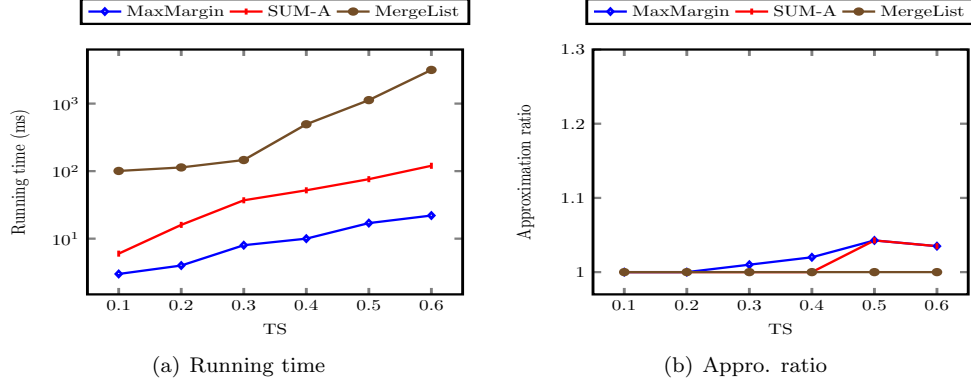 MaxMargin SUM-A MergeList
10^3
10^2
10^1
Running time (ms)
0.1 0.2 0.3 0.4 0.5 0.6
TS
(a) Running time
MaxMargin SUM-A MergeList
1.3
1.2
1.1
1
Approximation ratio
0.1 0.2 0.3 0.4 0.5 0.6
TS
(b) Appro. ratio